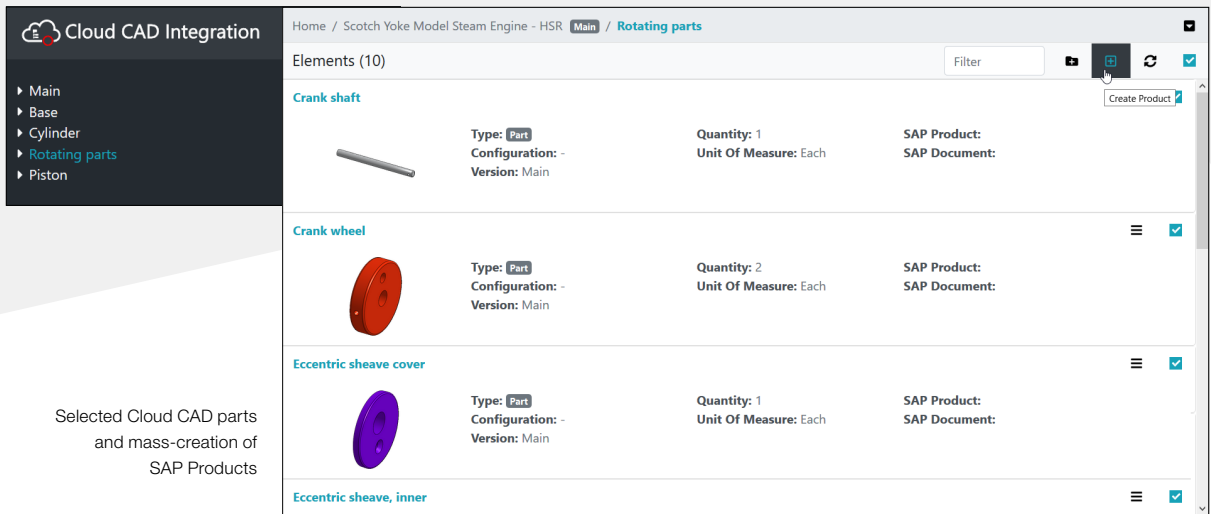 Cloud CAD Integration
Main
Base
Cylinder
Rotating parts
Piston
Home / Scotch Yoke Model Steam Engine - HSR Main / Rotating parts
Elements (10)
Filter
Create Product
Crank shaft
Type: Part
Configuration: -
Version: Main
Quantity: 1
Unit Of Measure: Each
SAP Product:
SAP Document:
Crank wheel
Type: Part
Configuration: -
Version: Main
Quantity: 2
Unit Of Measure: Each
SAP Product:
SAP Document:
Eccentric sheave cover
Type: Part
Configuration: -
Version: Main
Quantity: 1
Unit Of Measure: Each
SAP Product:
SAP Document:
Eccentric sheave, inner
Selected Cloud CAD parts
and mass-creation of
SAP Products